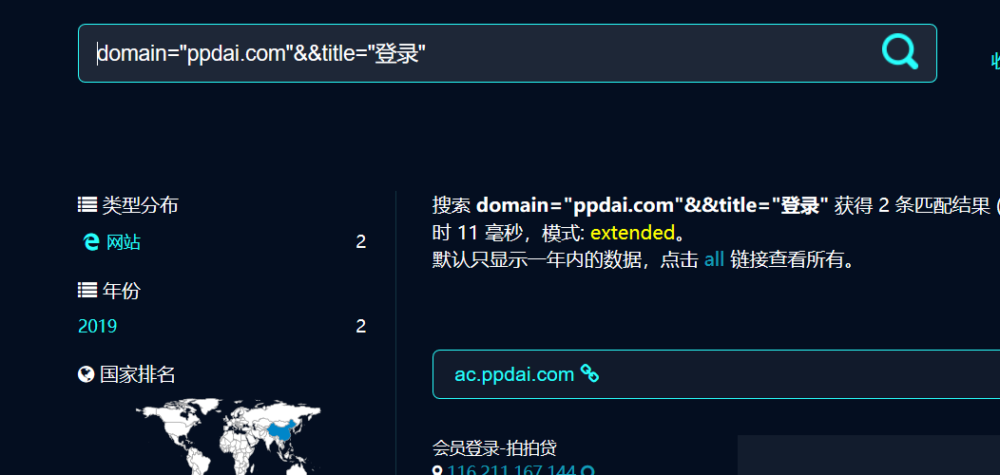 domain="ppdai.com"&&title="登录"
类型分布
网站 2
年份
2019 2
国家排名
搜索 domain="ppdai.com"&&title="登录" 获得 2 条匹配结果 (
时 11 毫秒，模式: extended。
默认只显示一年内的数据，点击 all 链接查看所有。
ac.ppdai.com
会员登录-拍拍贷
116.211.167.144